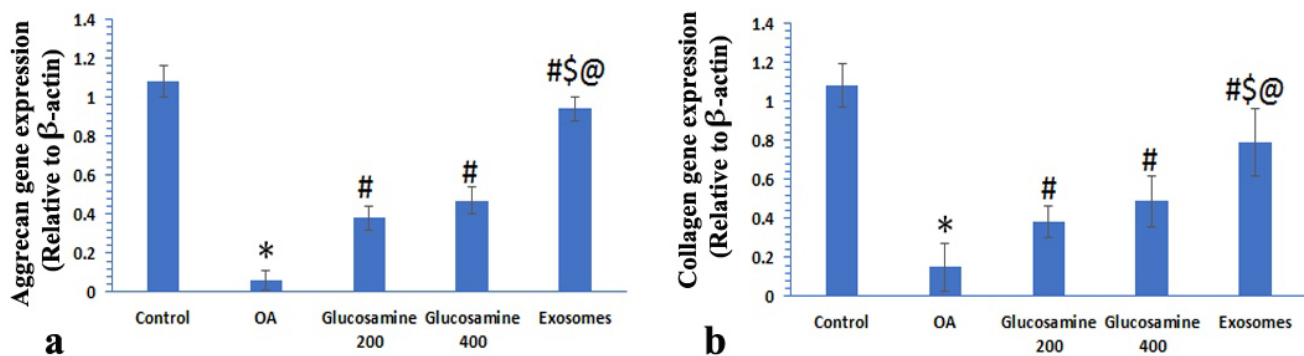 Aggrecan gene expression
(Relative to β-actin)
1.4
1.2
1
0.8
0.6
0.4
0.2
0
*
#
#
#$@
Control
OA
Glucosamine
200
Glucosamine
400
Exosomes
a
Collagen gene expression
(Relative to β-actin)
1.4
1.2
1
0.8
0.6
0.4
0.2
0
*
#
#
#$@
Control
OA
Glucosamine
200
Glucosamine
400
Exosomes
b